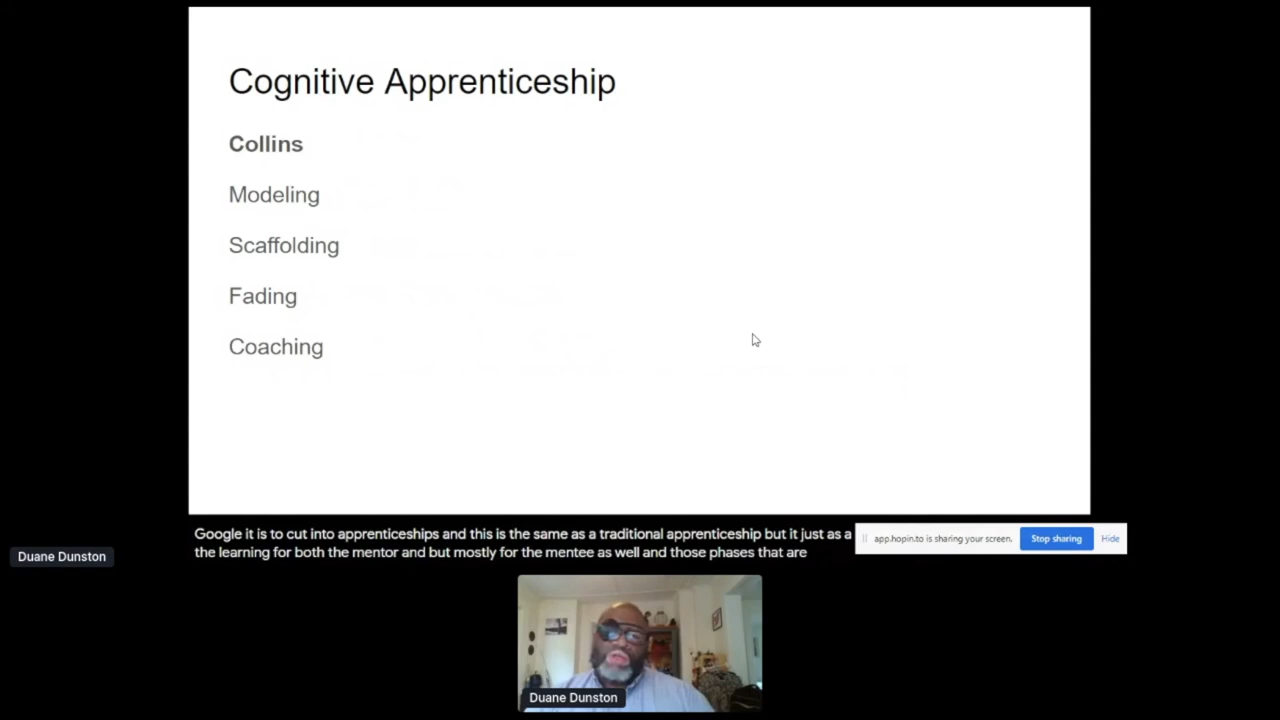 Cognitive Apprenticeship
Collins
Modeling
Scaffolding
Fading
Coaching
Google it is to cut into apprenticeships and this is the same as a traditional apprenticeship but it just as a
the learning for both the mentor and but mostly for the mentee as well and those phases that are
app.hopin.to is sharing your screen.
Stop sharing
Hide
Duane Dunston
Duane Dunston